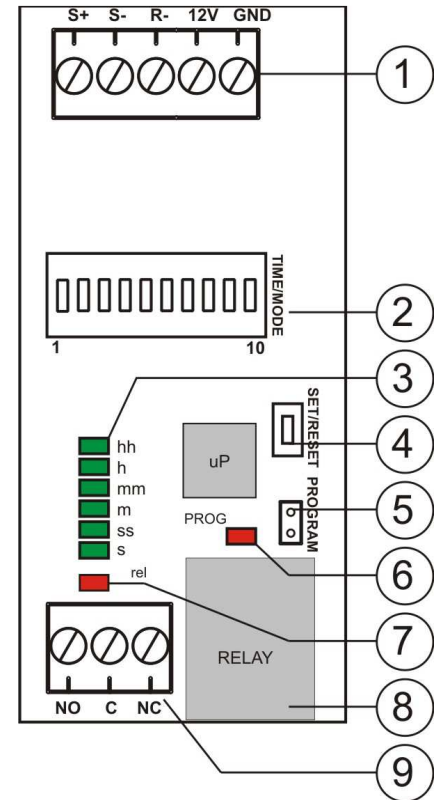 S+ S- R- 12V GND
1
TIME/MODE
2
1 10
3
SET/RESET
4
hh
h
mm
m
ss
s
uP
PROGRAM
5
PROG
6
rel
7
RELAY
8
NO C NC
9